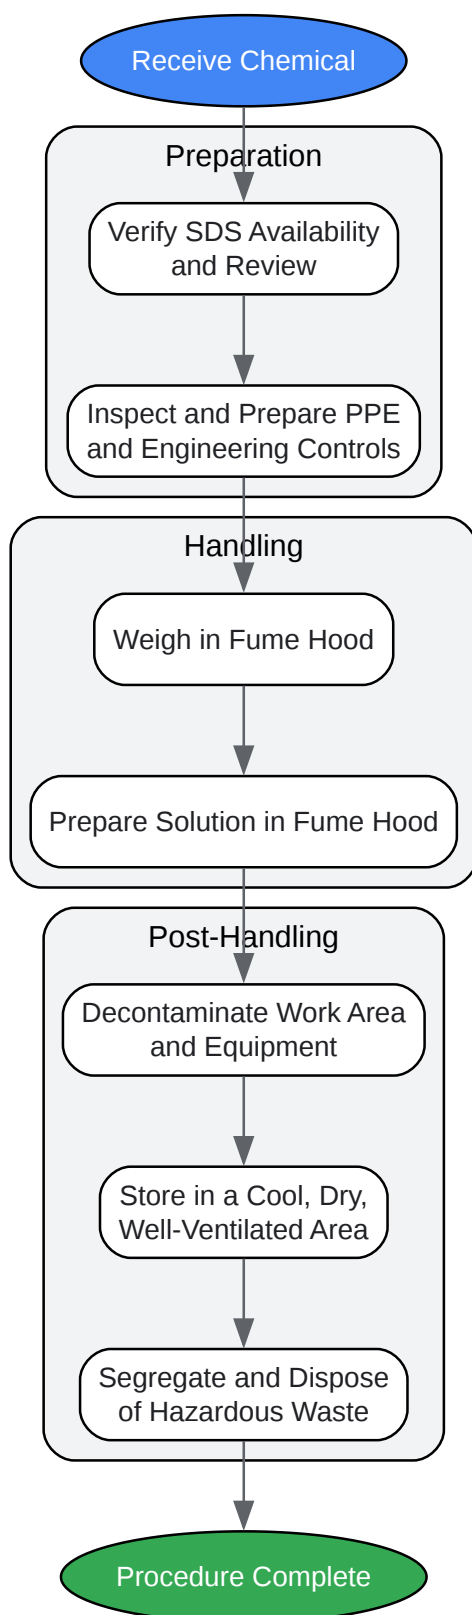 Receive Chemical
Preparation
Verify SDS Availability
and Review
Inspect and Prepare PPE
and Engineering Controls
Handling
Weigh in Fume Hood
Prepare Solution in Fume Hood
Post-Handling
Decontaminate Work Area
and Equipment
Store in a Cool, Dry,
Well-Ventilated Area
Segregate and Dispose
of Hazardous Waste
Procedure Complete